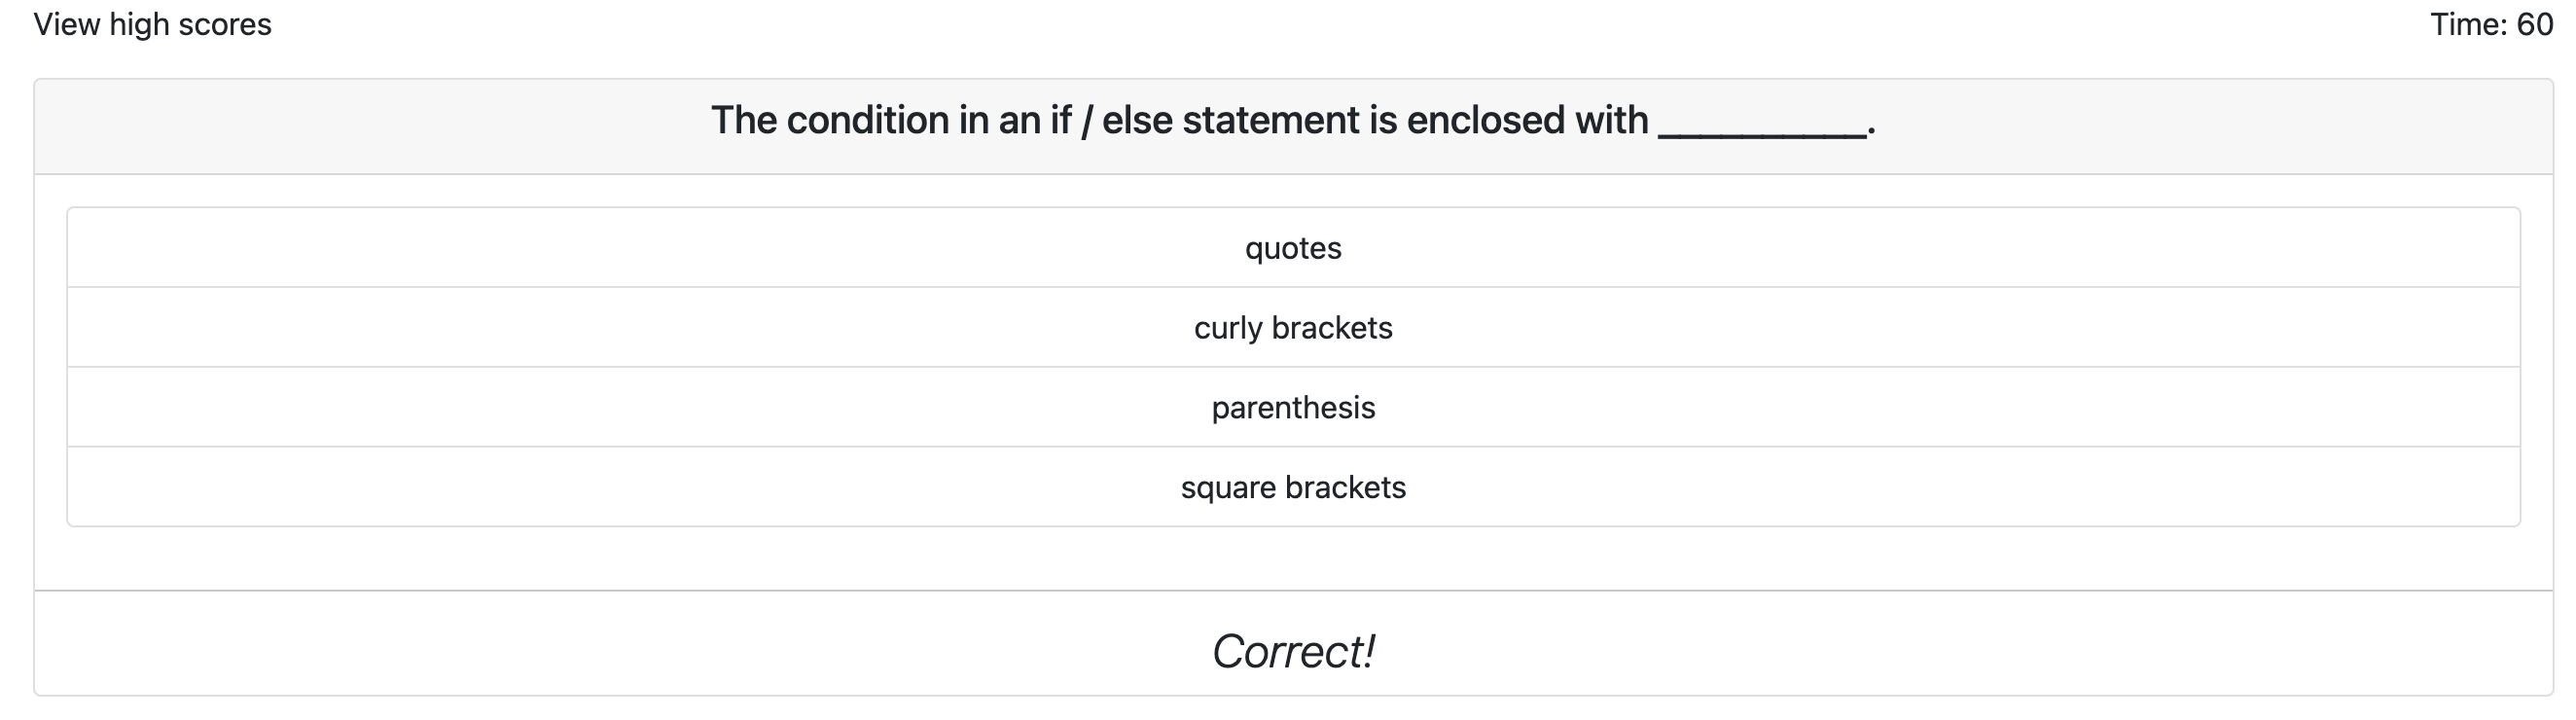 View high scores
Time: 60
The condition in an if / else statement is enclosed with __________.
quotes
curly brackets
parenthesis
square brackets
Correct!